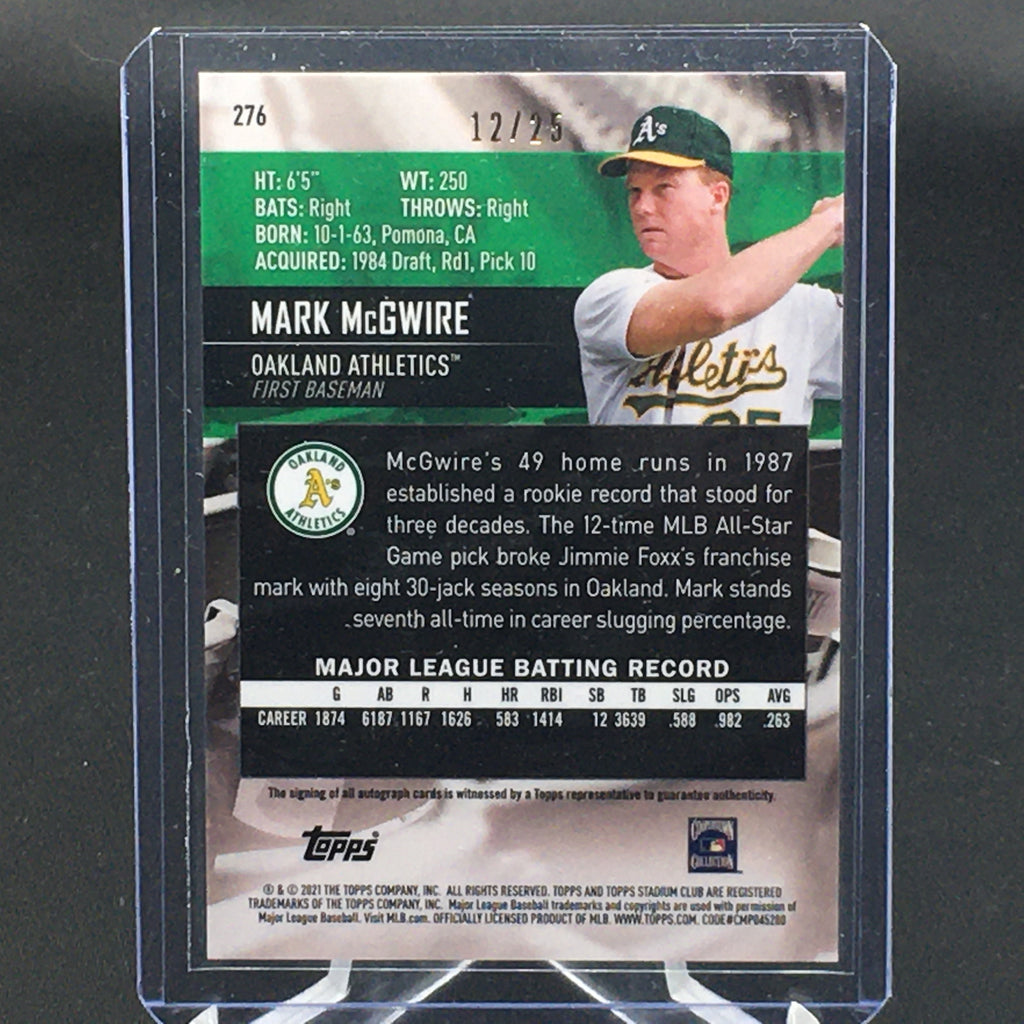 276
12/25
A's
HT: 6'5" WT: 250
BATS: Right THROWS: Right
BORN: 10-1-63, Pomona, CA
ACQUIRED: 1984 Draft, Rd1, Pick 10
MARK McGWIRE
OAKLAND ATHLETICS™
FIRST BASEMAN
Athletics
25
OAKLAND
A's
ATHLETICS
®
McGwire's 49 home runs in 1987
established a rookie record that stood for
three decades. The 12-time MLB All-Star
Game pick broke Jimmie Foxx's franchise
mark with eight 30-jack seasons in Oakland. Mark stands
seventh all-time in career slugging percentage.
MAJOR LEAGUE BATTING RECORD
G AB R H HR RBI SB TB SLG OPS AVG
CAREER 1874 6187 1167 1626 583 1414 12 3639 .588 .982 .263
The signing of all autograph cards is witnessed by a Topps representative to guarantee authenticity.
topps®
COOPERSTOWN
COLLECTION
® & © 2021 THE TOPPS COMPANY, INC. ALL RIGHTS RESERVED. TOPPS AND TOPPS STADIUM CLUB ARE REGISTERED
TRADEMARKS OF THE TOPPS COMPANY, INC. Major League Baseball trademarks and copyrights are used with permission of
Major League Baseball. Visit MLB.com. OFFICIALLY LICENSED PRODUCT OF MLB. WWW.TOPPS.COM. CODE#CMP045280